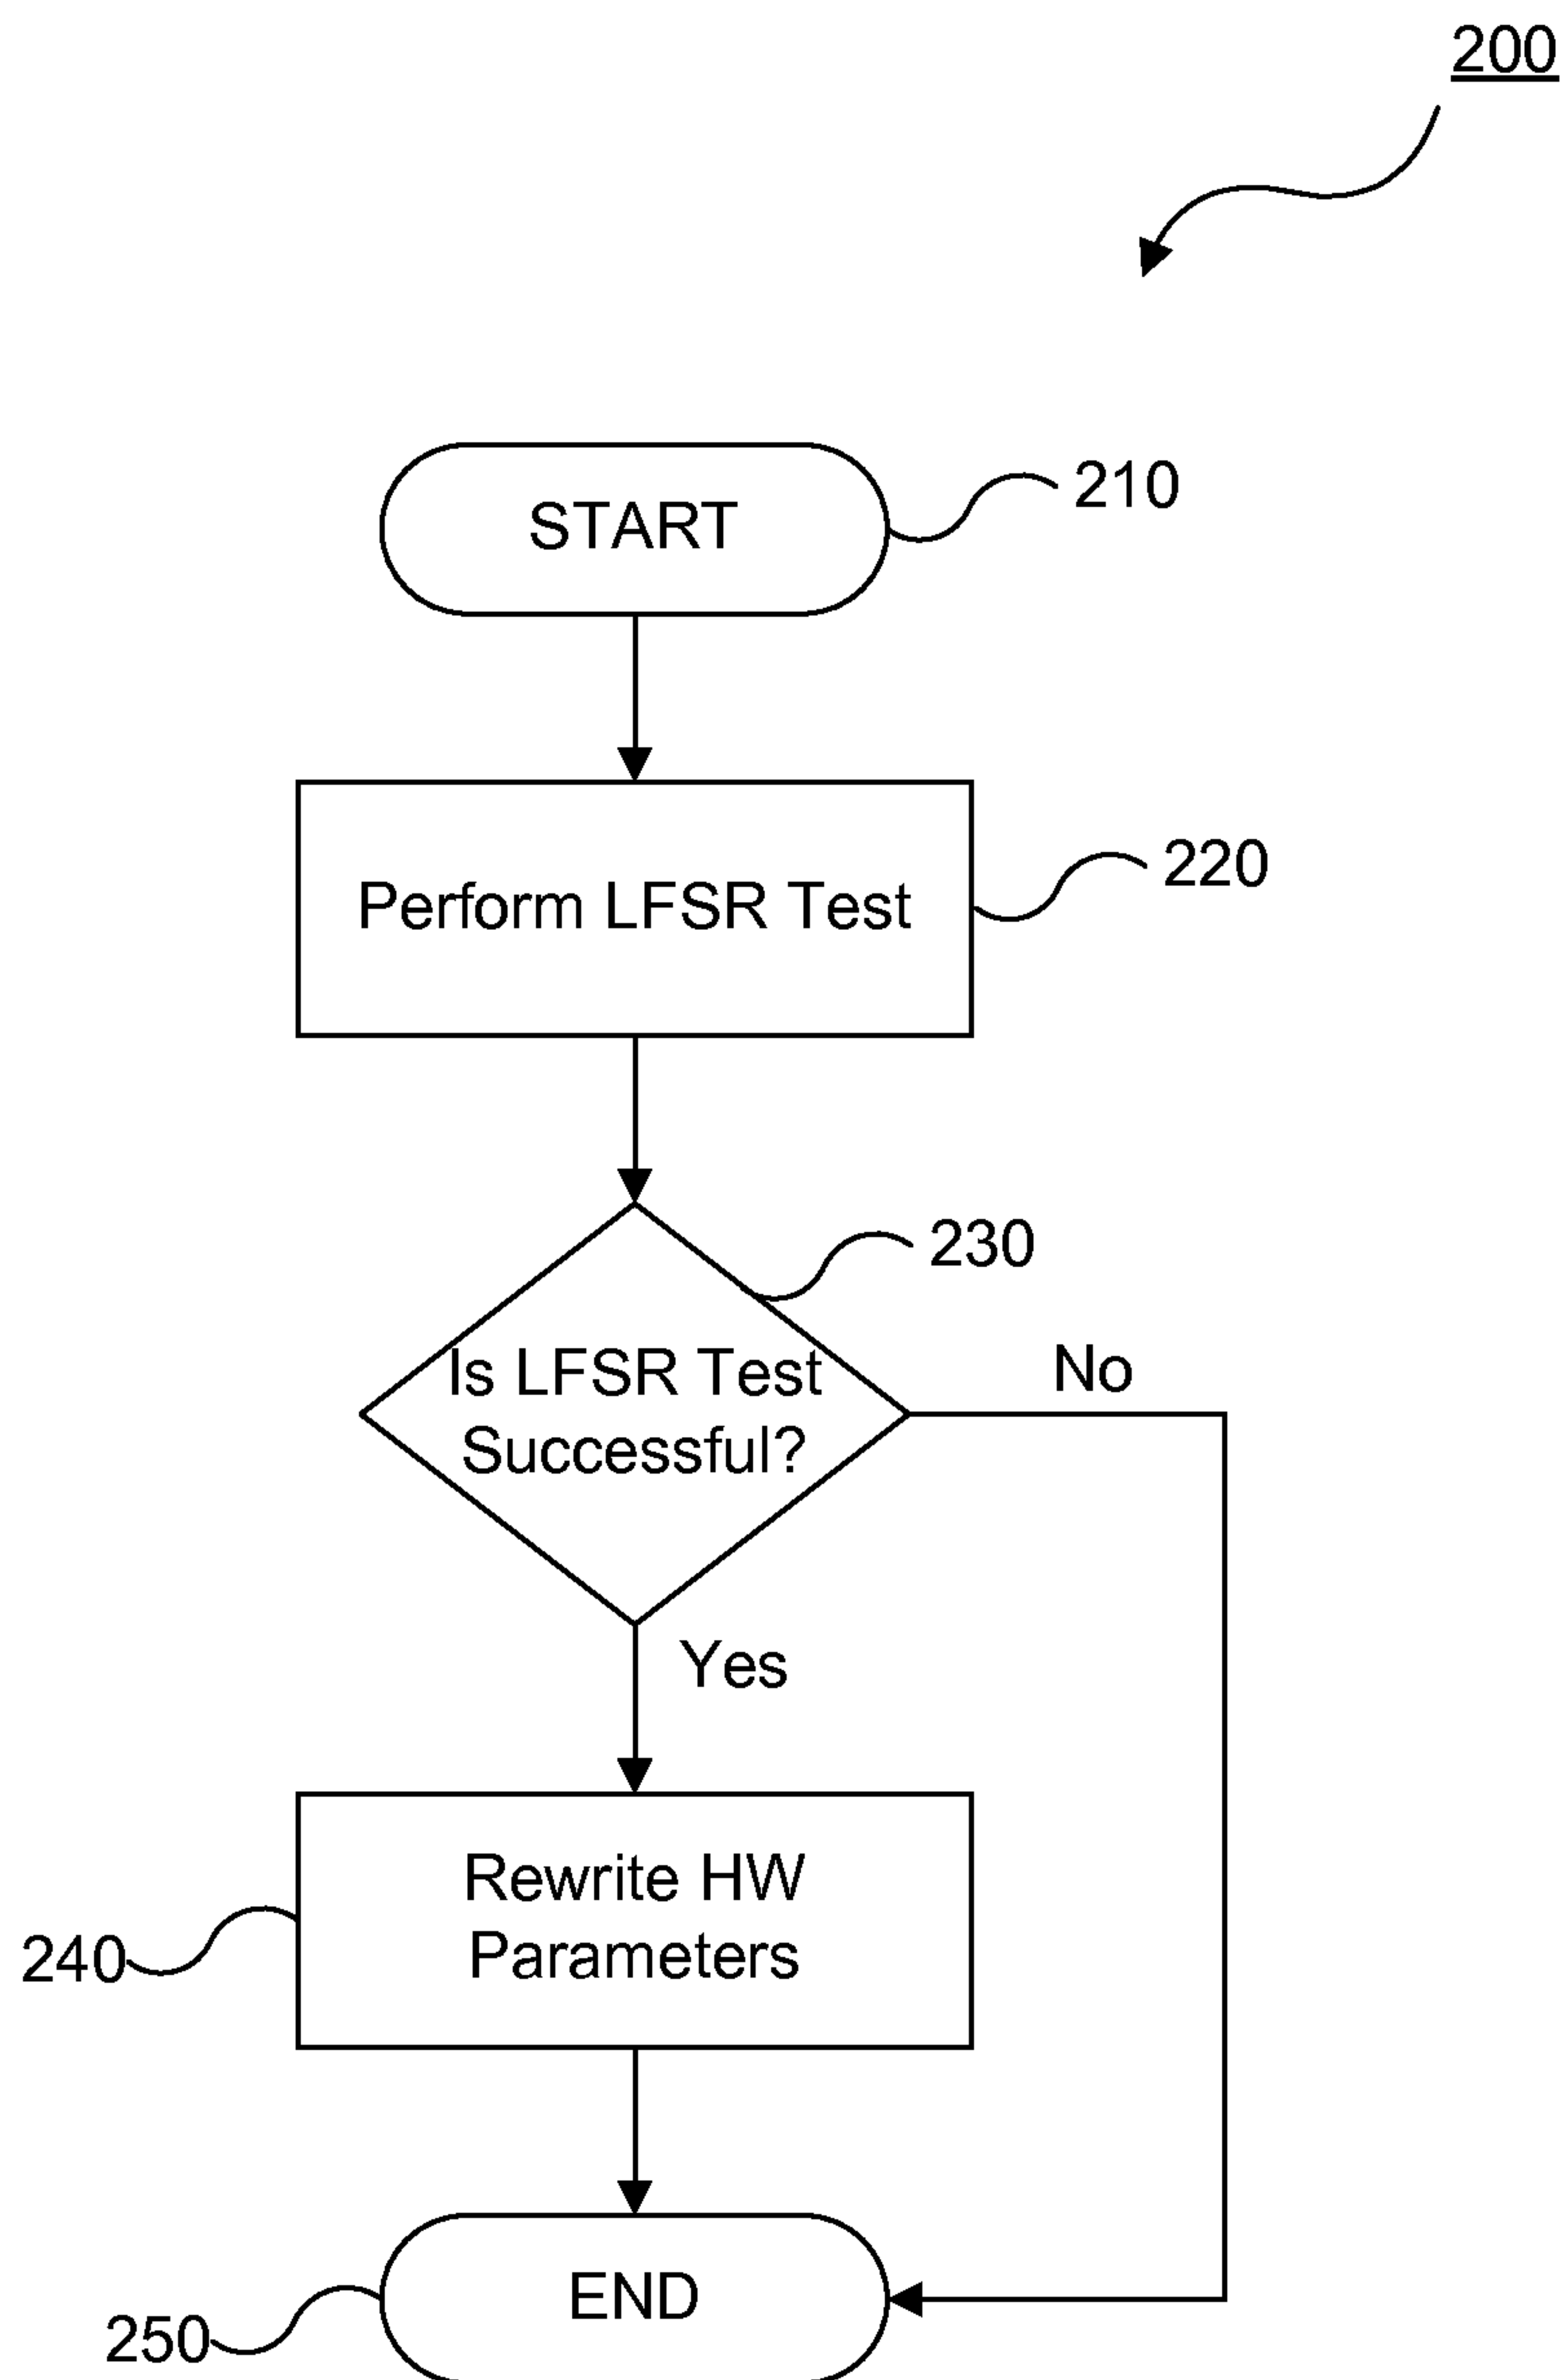 200
START
210
Perform LFSR Test
220
230
Is LFSR Test
Successful?
No
Yes
Rewrite HW
Parameters
240
END
250